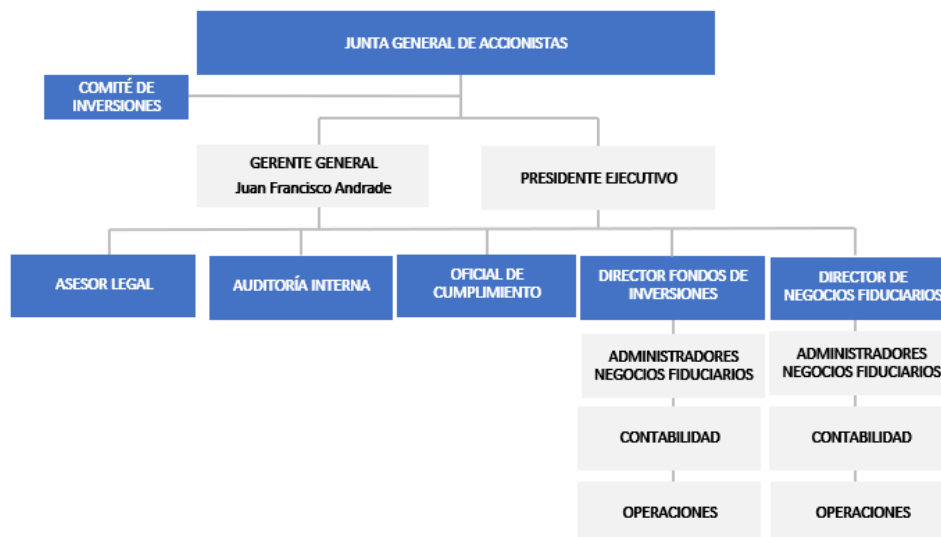 JUNTA GENERAL DE ACCIONISTAS
COMITÉ DE
INVERSIONES
GERENTE GENERAL
Juan Francisco Andrade
PRESIDENTE EJECUTIVO
ASESOR LEGAL
AUDITORÍA INTERNA
OFICIAL DE
CUMPLIMIENTO
DIRECTOR FONDOS DE
INVERSIONES
DIRECTOR DE
NEGOCIOS FIDUCIARIOS
ADMINISTRADORES
NEGOCIOS FIDUCIARIOS
ADMINISTRADORES
NEGOCIOS FIDUCIARIOS
CONTABILIDAD
CONTABILIDAD
OPERACIONES
OPERACIONES